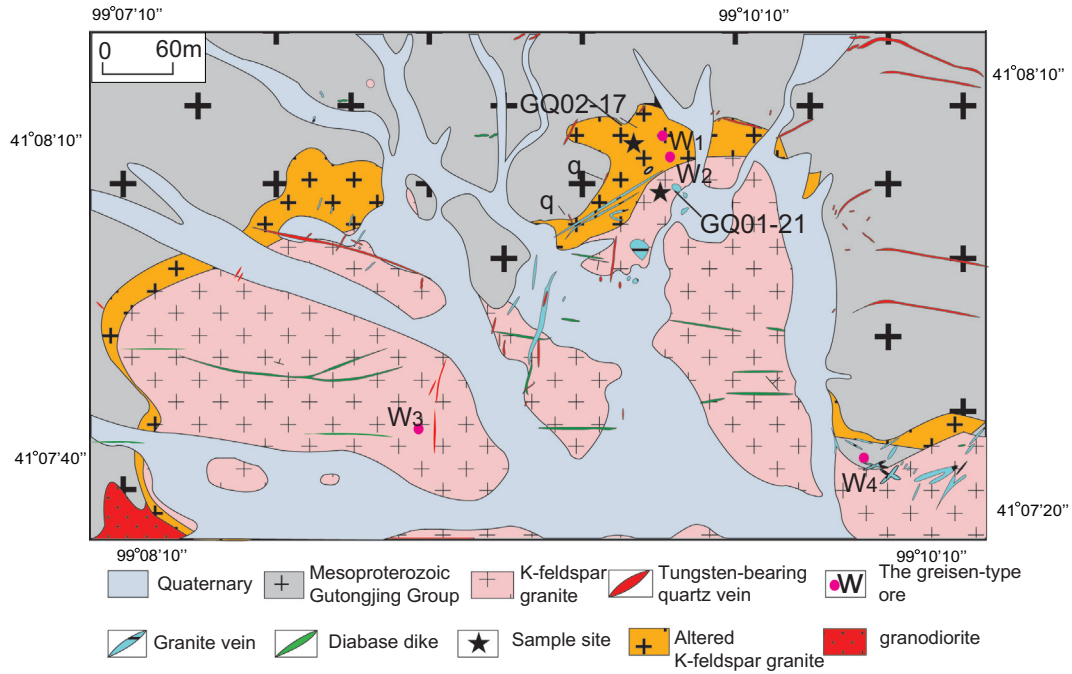 99°07'10" 99°10'10"
0 60m
41°08'10"
41°08'10"
GQ02-17
W1
q
W2
q
GQ01-21
W3
41°07'40"
W4
41°07'20"
99°08'10" 99°10'10"
Quaternary
Mesoproterozoic
Gutongjing Group
K-feldspar
granite
Tungsten-bearing
quartz vein
W
The greisen-type
ore
Granite vein
Diabase dike
Sample site
Altered
K-feldspar granite
granodiorite